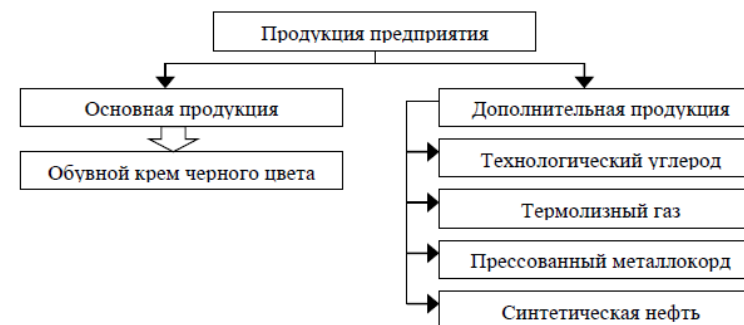 Продукция предприятия
Основная продукция
Дополнительная продукция
Обувной крем черного цвета
Технологический углерод
Термолизный газ
Прессованный металлокорд
Синтетическая нефть